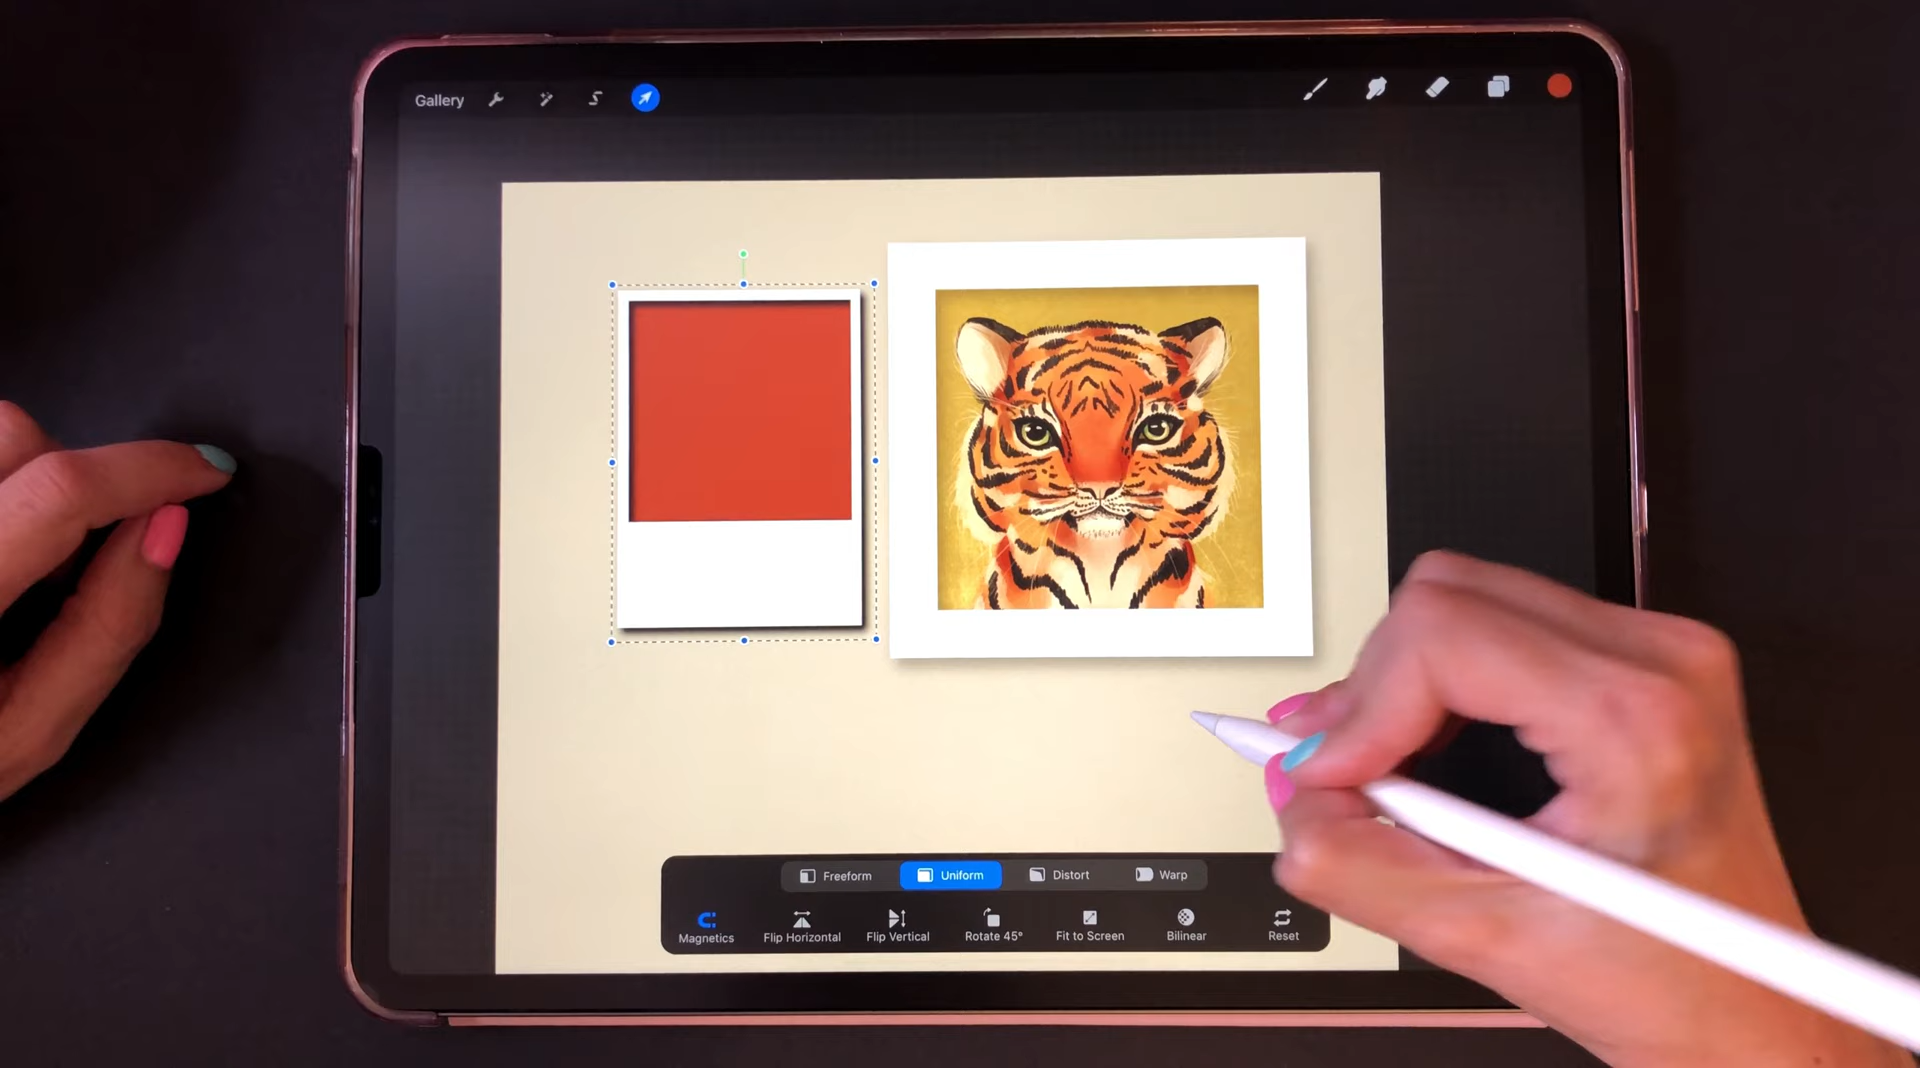 Gallery
Freeform Uniform Distort Warp
Magnetics Flip Horizontal Flip Vertical Rotate 45° Fit to Screen Bilinear Reset